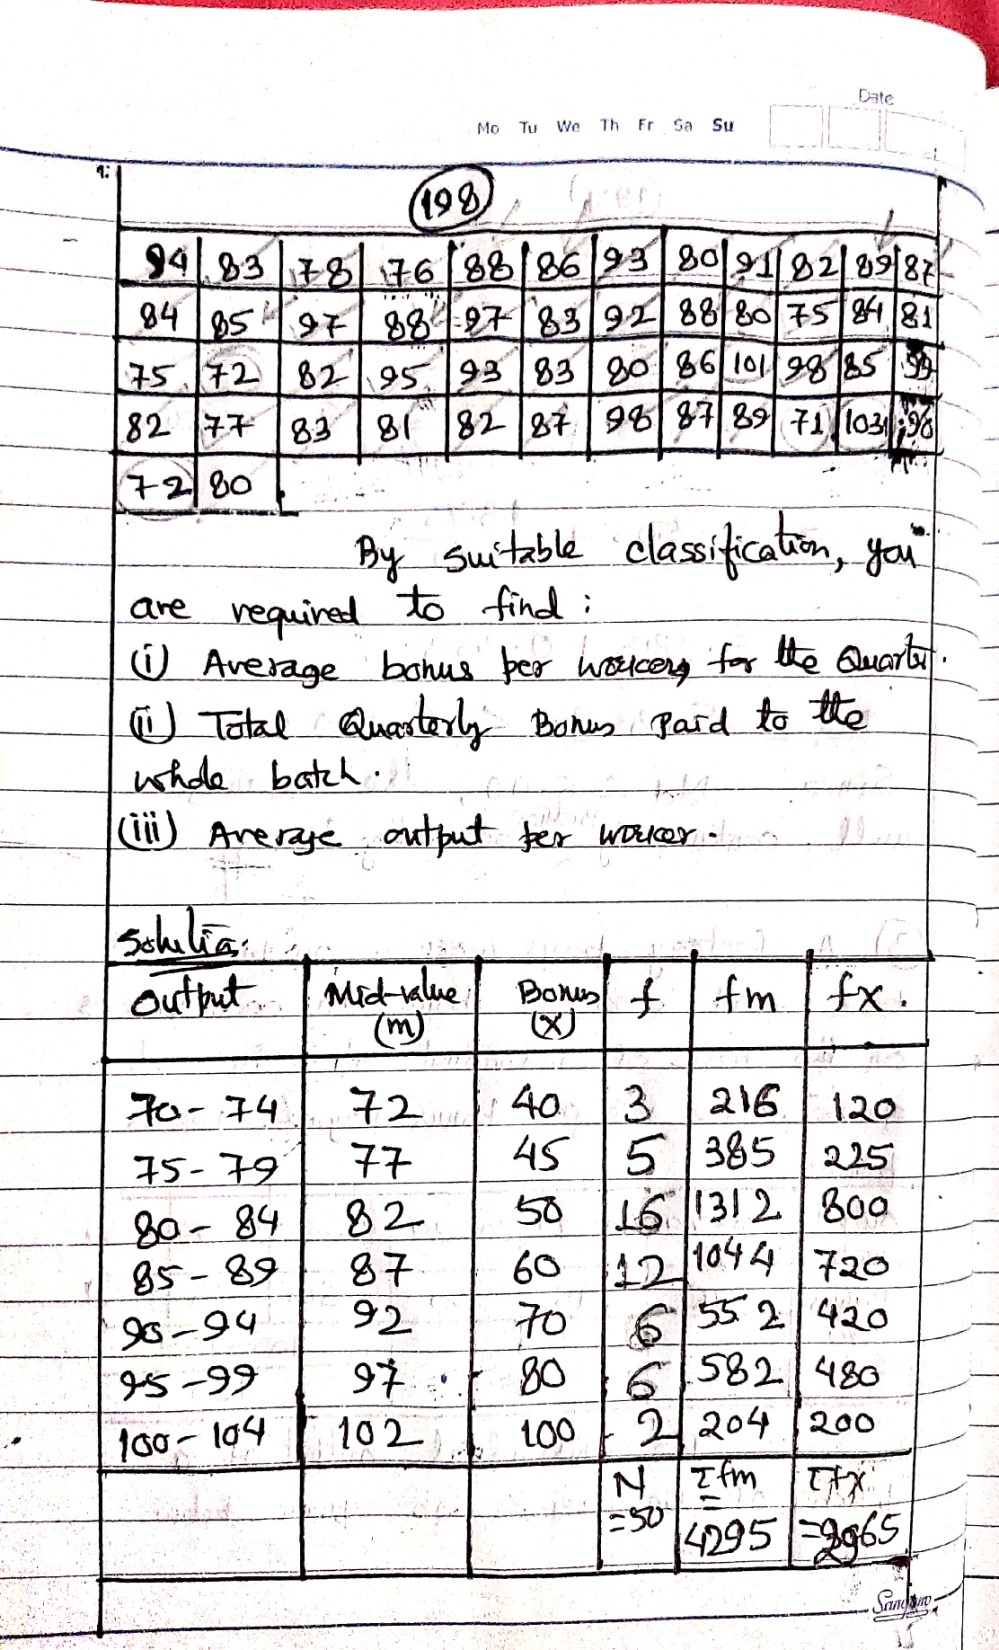 Date
Mo Tu We Th Fr Sa Su
198
94 83 78 76 88 86 93 80 91 82 89 87
84 85 97 88 97 83 92 88 80 75 84 81
75 72 82 95 93 83 80 86 101 98 85 99
82 77 83 81 82 87 98 87 89 71 103 96
72 80
By suitable classification, you
are required to find :
(i) Average bonus per workers for the Quarter.
(ii) Total Quarterly Bonus Paid to the
whole batch.
(iii) Average output per worker.
Solution.
Output Mid-value (m) Bonus (X) f fm fx.
70 - 74 72 40 3 216 120
75 - 79 77 45 5 385 225
80 - 84 82 50 16 1312 800
85 - 89 87 60 12 1044 720
90 - 94 92 70 6 552 420
95 - 99 97 80 6 582 480
100 - 104 102 100 2 204 200
N Σfm Σfx
=50 = 4295 =2965